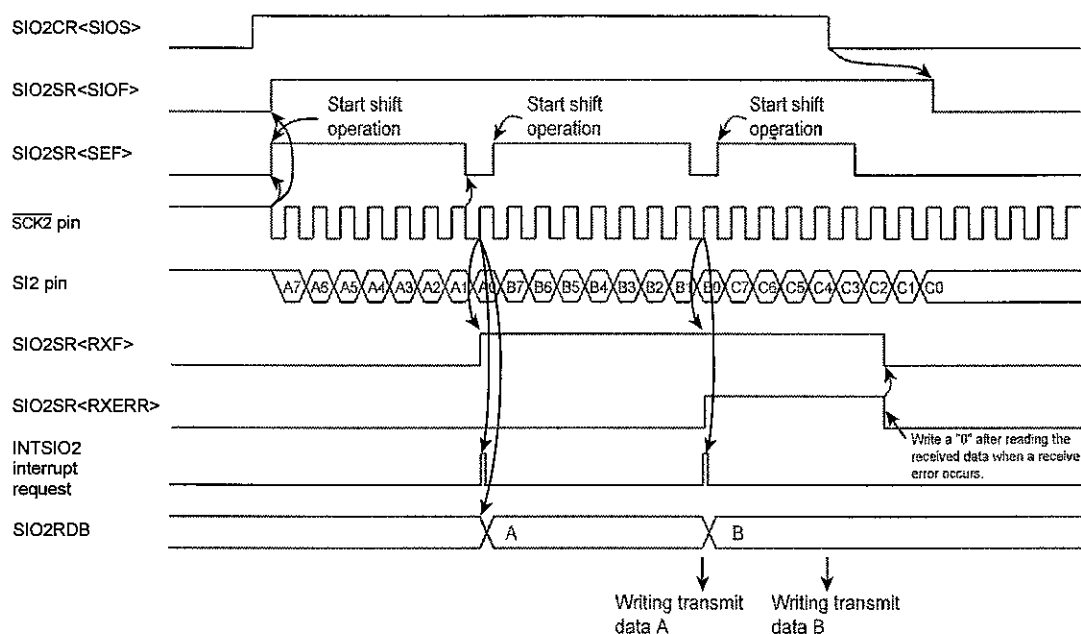 SIO2CR<SIOS>
SIO2SR<SIOF>
Start shift
operation
Start shift
operation
Start shift
operation
SIO2SR<SEF>
SCK2 pin
SI2 pin
A7 A6 A5 A4 A3 A2 A1 A0 B7 B6 B5 B4 B3 B2 B1 B0 C7 C6 C5 C4 C3 C2 C1 C0
SIO2SR<RXF>
SIO2SR<RXERR>
Write a "0" after reading the
received data when a receive
error occurs.
INTSIO2
interrupt
request
SIO2RDB
A
B
Writing transmit
data A
Writing transmit
data B